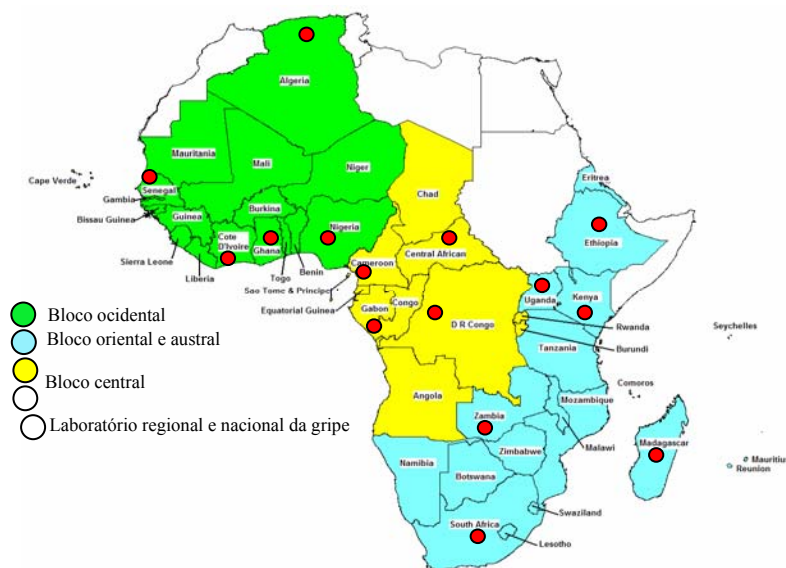 Algeria
Mauritania
Mali
Niger
Cape Verde
Senegal
Gambia
Bissau Guinea
Guinea
Burkina
Chad
Eritrea
Nigeria
Cote
D'Ivoire
Ghana
Ethiopia
Sierra Leone
Liberia
Togo
Benin
Cameroon
Central African
Sao Tome & Principe
Equatorial Guinea
Gabon
Congo
D R Congo
Uganda
Kenya
Rwanda
Burundi
Seychelles
Tanzania
Comoros
Angola
Zambia
Mozambique
Malawi
Madagascar
Mauritiu
Reunion
Namibia
Zimbabwe
Botswana
Swaziland
South Africa
Lesotho
Bloco ocidental
Bloco oriental e austral
Bloco central
Laboratório regional e nacional da gripe